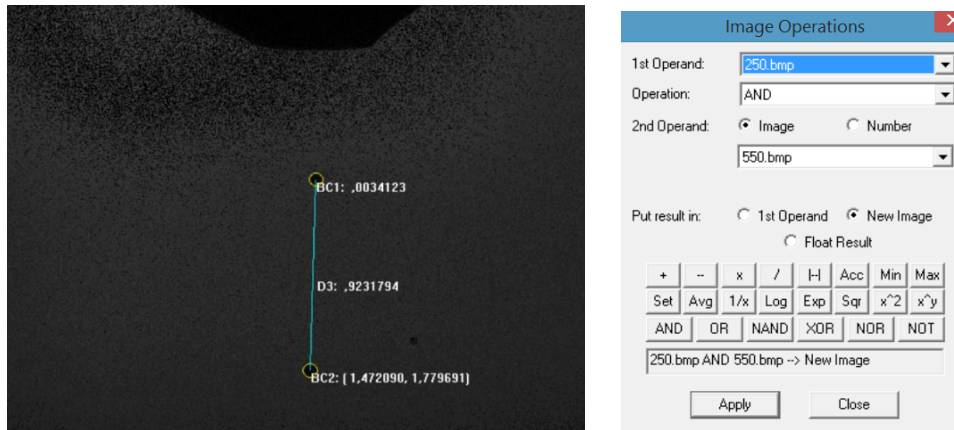 BC1: ,0034123
D3: ,9231794
BC2: ( 1,472090, 1,779691)
Image Operations
1st Operand: 250.bmp
Operation: AND
2nd Operand: Image Number
550.bmp
Put result in: 1st Operand New Image
Float Result
+ -- x / |-| Acc Min Max
Set Avg 1/x Log Exp Sqr x^2 x^y
AND OR NAND XOR NOR NOT
250.bmp AND 550.bmp --> New Image
Apply Close